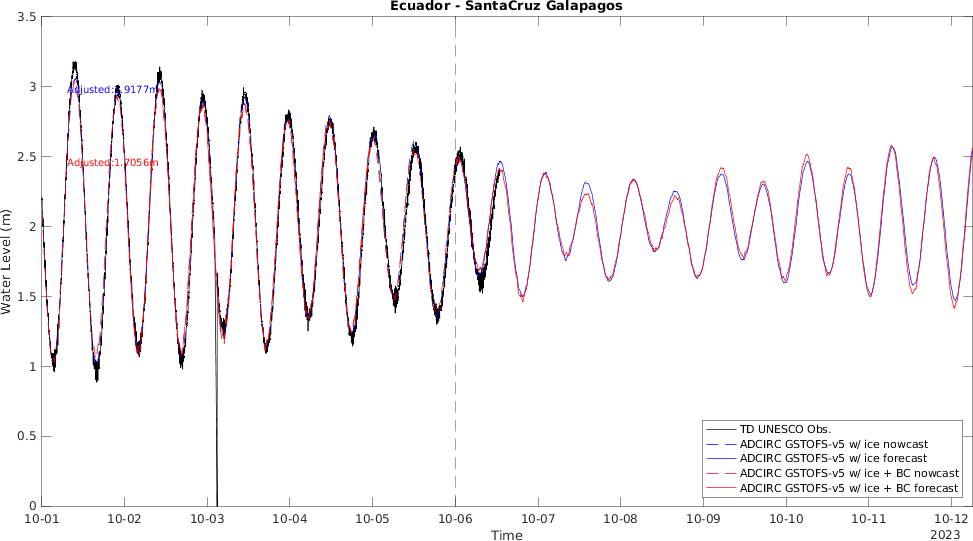 Ecuador - SantaCruz Galapagos
3.5
3
2.5
2
1.5
1
0.5
0
Water Level (m)
Adjusted:1.7056m
10-01
10-02
10-03
10-04
10-05
10-06
10-07
10-08
10-09
10-10
10-11
10-12
2023
Time
TD UNESCO Obs.
ADCIRC GSTOFS-v5 w/ ice nowcast
ADCIRC GSTOFS-v5 w/ ice forecast
ADCIRC GSTOFS-v5 w/ ice + BC nowcast
ADCIRC GSTOFS-v5 w/ ice + BC forecast